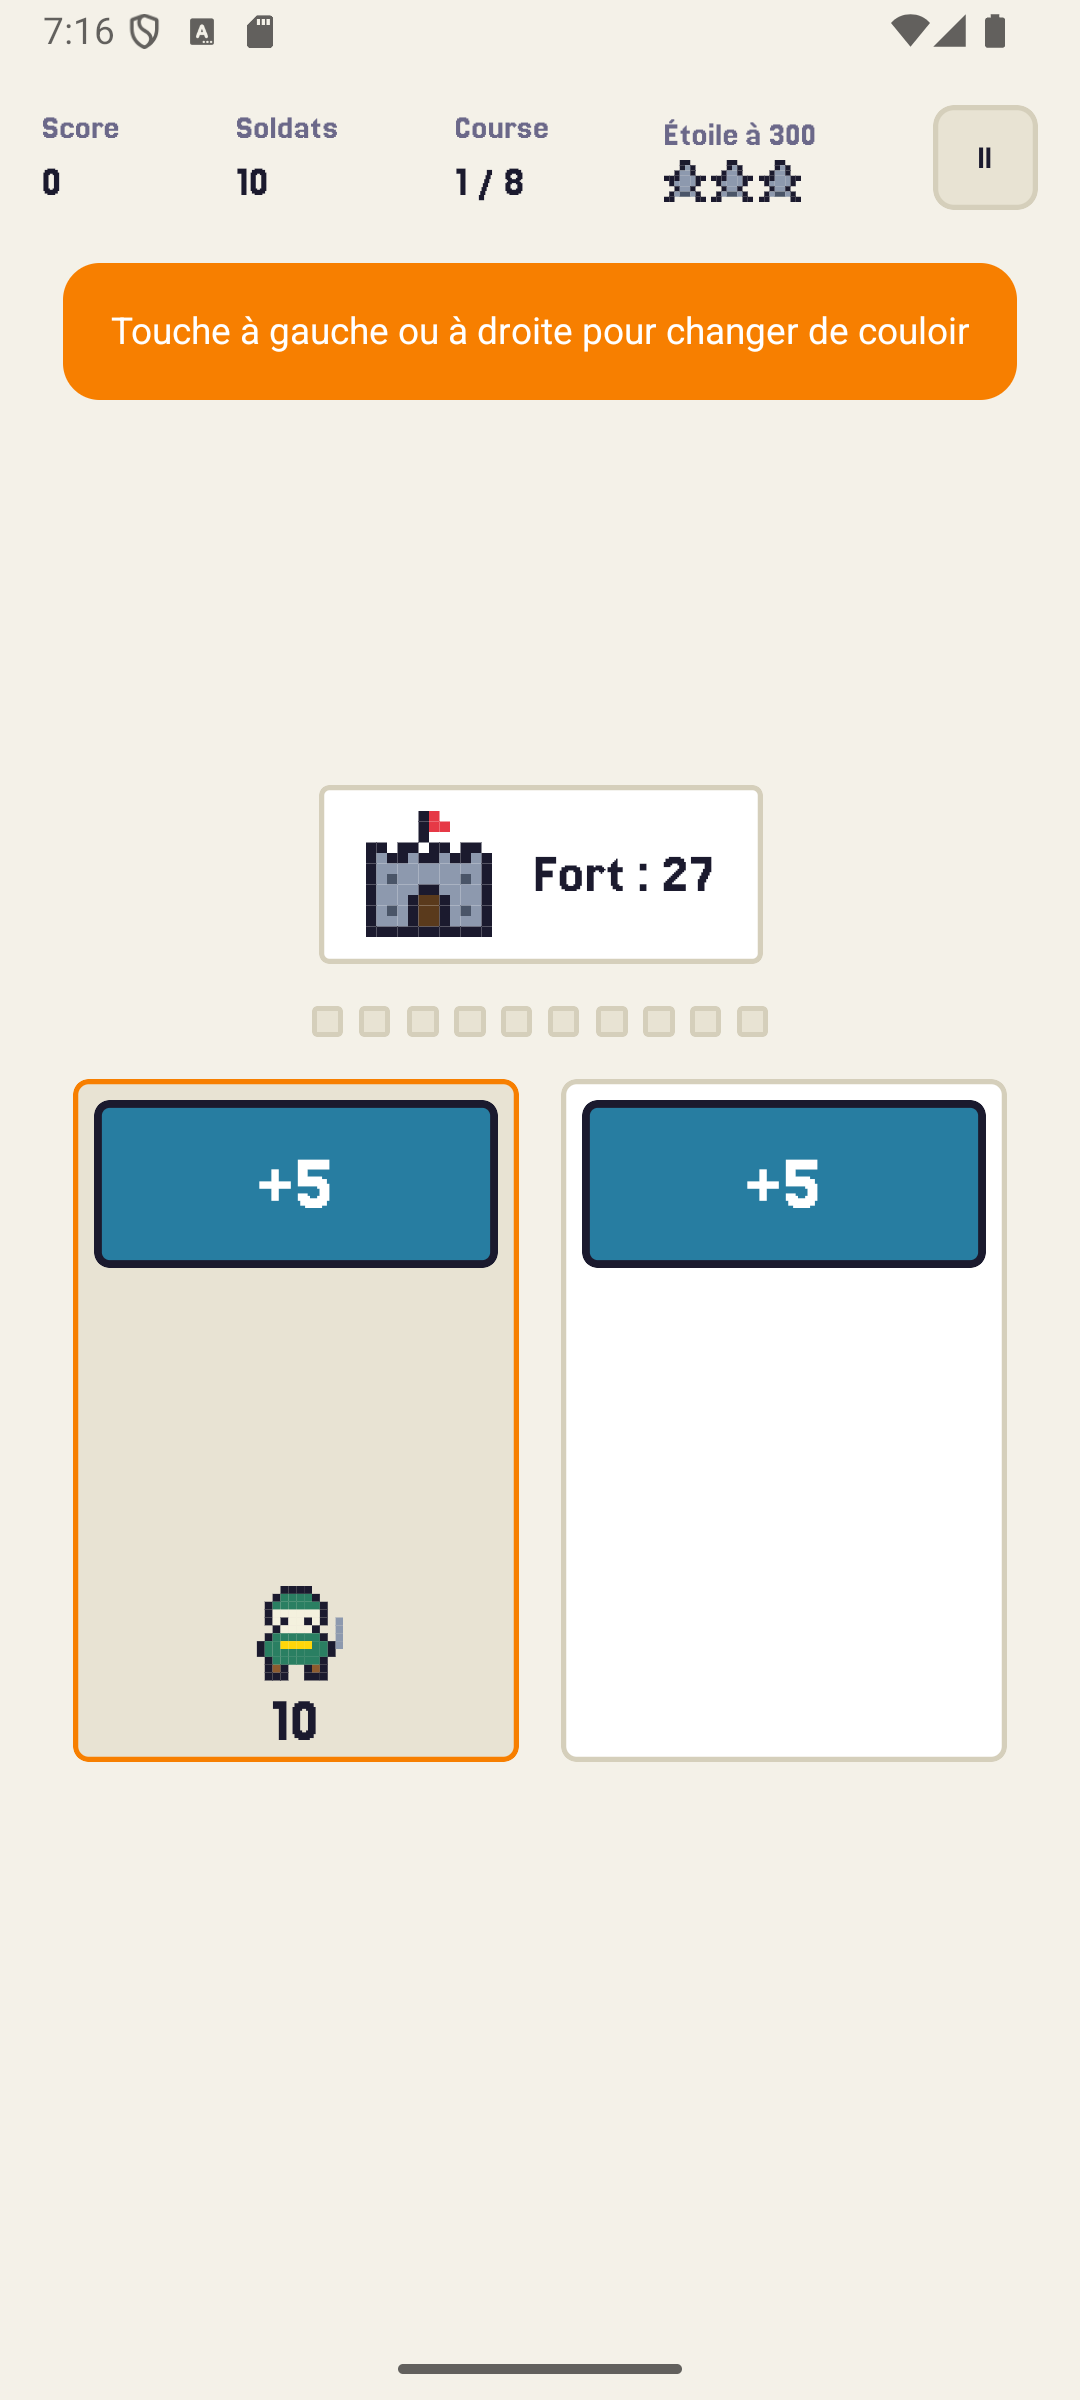 7:16
Score
Soldats
Course
Étoile à 300
0
10
1 / 8
Touche à gauche ou à droite pour changer de couloir
Fort : 27
+5
+5
10